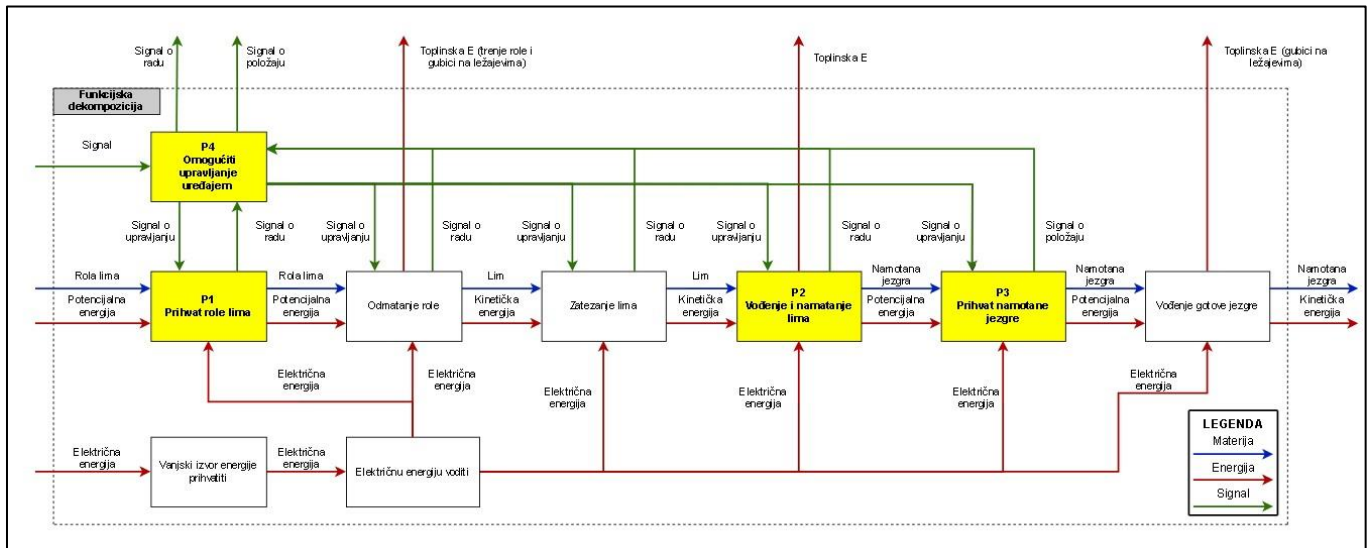 Signal o
radu
Signal o
položaju
Toplinska E (trenje role i
gubici na ležajevima)
Toplinska E
Toplinska E (gubici na
ležajevima)
Funkcijska
dekompozicija
Signal
P4
Omogućiti
upravljanje
uređajem
Signal o
upravljanju
Signal o
radu
Signal o
upravljanju
Signal o
radu
Signal o
upravljanju
Signal o
radu
Signal o
upravljanju
Signal o
radu
Signal o
upravljanju
Signal o
položaju
Rola lima
Potencijalna
energija
P1
Prihvat role lima
Rola lima
Potencijalna
energija
Odmatanje role
Lim
Kinetička
energija
Zatezanje lima
Lim
Kinetička
energija
P2
Vođenje i namatanje
lima
Namotana
jezgra
Potencijalna
energija
P3
Prihvat namotane
jezgre
Namotana
jezgra
Potencijalna
energija
Vođenje gotove jezgre
Namotana
jezgra
Kinetička
energija
Električna
energija
Električna
energija
Električna
energija
Električna
energija
Električna
energija
Električna
energija
Električna
energija
Vanjski izvor energije
prihvatiti
Električna
energija
Električnu energiju voditi
LEGENDA
Materija
Energija
Signal